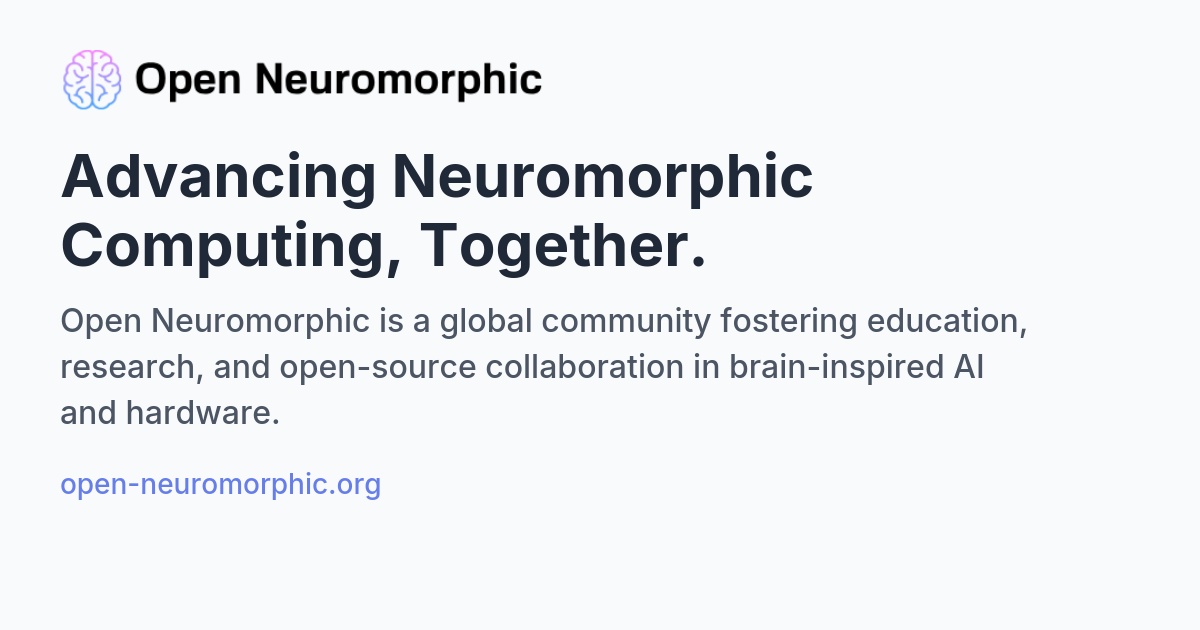 Open Neuromorphic
Advancing Neuromorphic
Computing, Together.
Open Neuromorphic is a global community fostering education,
research, and open-source collaboration in brain-inspired AI
and hardware.
open-neuromorphic.org